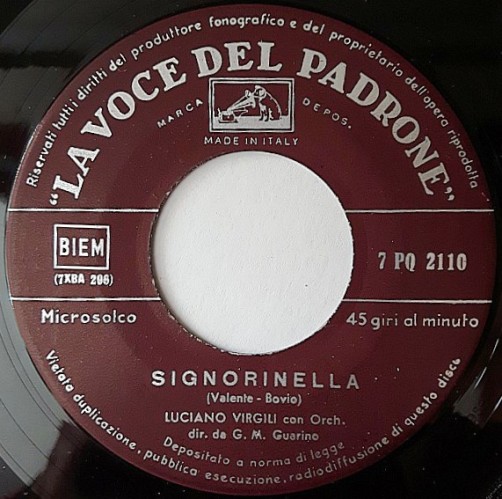 Riservati tutti i diritti del produttore fonografico e del proprietario dell'opera riprodotta
"LA VOCE DEL PADRONE"
MARCA DEPOS.
MADE IN ITALY
BIEM
(7XBA 296)
7 PQ 2110
Microsolco
45 giri al minuto
SIGNORINELLA
(Valente - Bovio)
LUCIANO VIRGILI con Orch.
dir. da G. M. Guarino
Depositato a norma di legge
Vietata duplicazione, pubblica esecuzione, radiodiffusione di questo disco